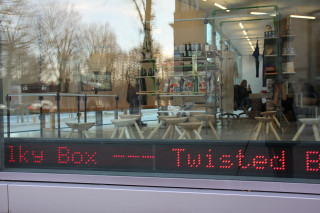 lky Box --- Twisted B